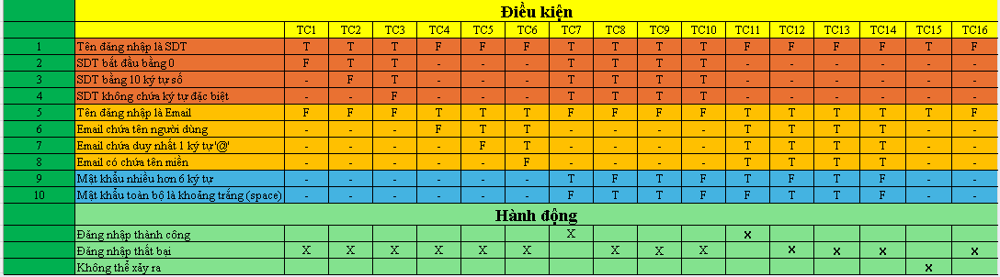 Điều kiện
TC1 TC2 TC3 TC4 TC5 TC6 TC7 TC8 TC9 TC10 TC11 TC12 TC13 TC14 TC15 TC16
1 Tên đăng nhập là SDT T T T F F F T T T T F F F F T F
2 SDT bắt đầu bằng 0 F T T - - - T T T T - - - - - -
3 SDT bằng 10 ký tự số - F T - - - T T T T - - - - - -
4 SDT không chứa ký tự đặc biệt - - F - - - T T T T - - - - - -
5 Tên đăng nhập là Email F F F T T T F F F F T T T T T F
6 Email chứa tên người dùng - - - F T T - - - - T T T T - -
7 Email chứa duy nhất 1 ký tự '@' - - - - F T - - - - T T T T - -
8 Email có chứa tên miền - - - - - F - - - - T T T T - -
9 Mật khẩu nhiều hơn 6 ký tự - - - - - - T F T F T F T F - -
10 Mật khẩu toàn bộ là khoảng trắng (space) - - - - - - F T T F F T T F - -
Hành động
Đăng nhập thành công X X
Đăng nhập thất bại X X X X X X X X X X X X X
Không thể xảy ra X